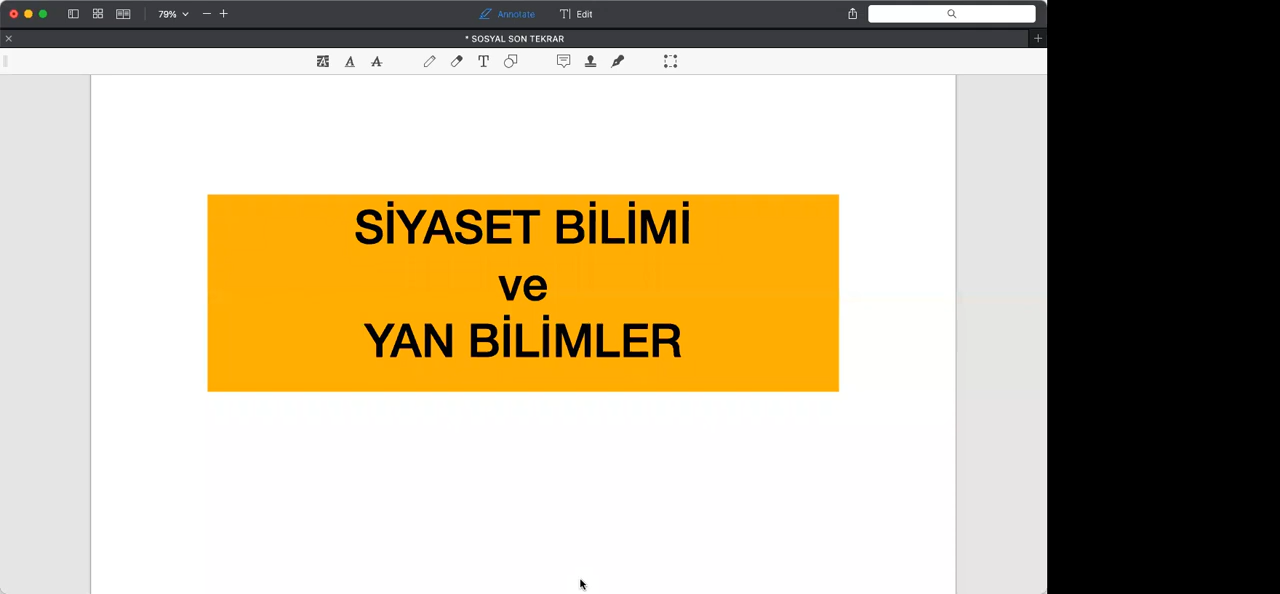 79%
Annotate
Edit
* SOSYAL SON TEKRAR
SİYASET BİLİMİ
ve
YAN BİLİMLER